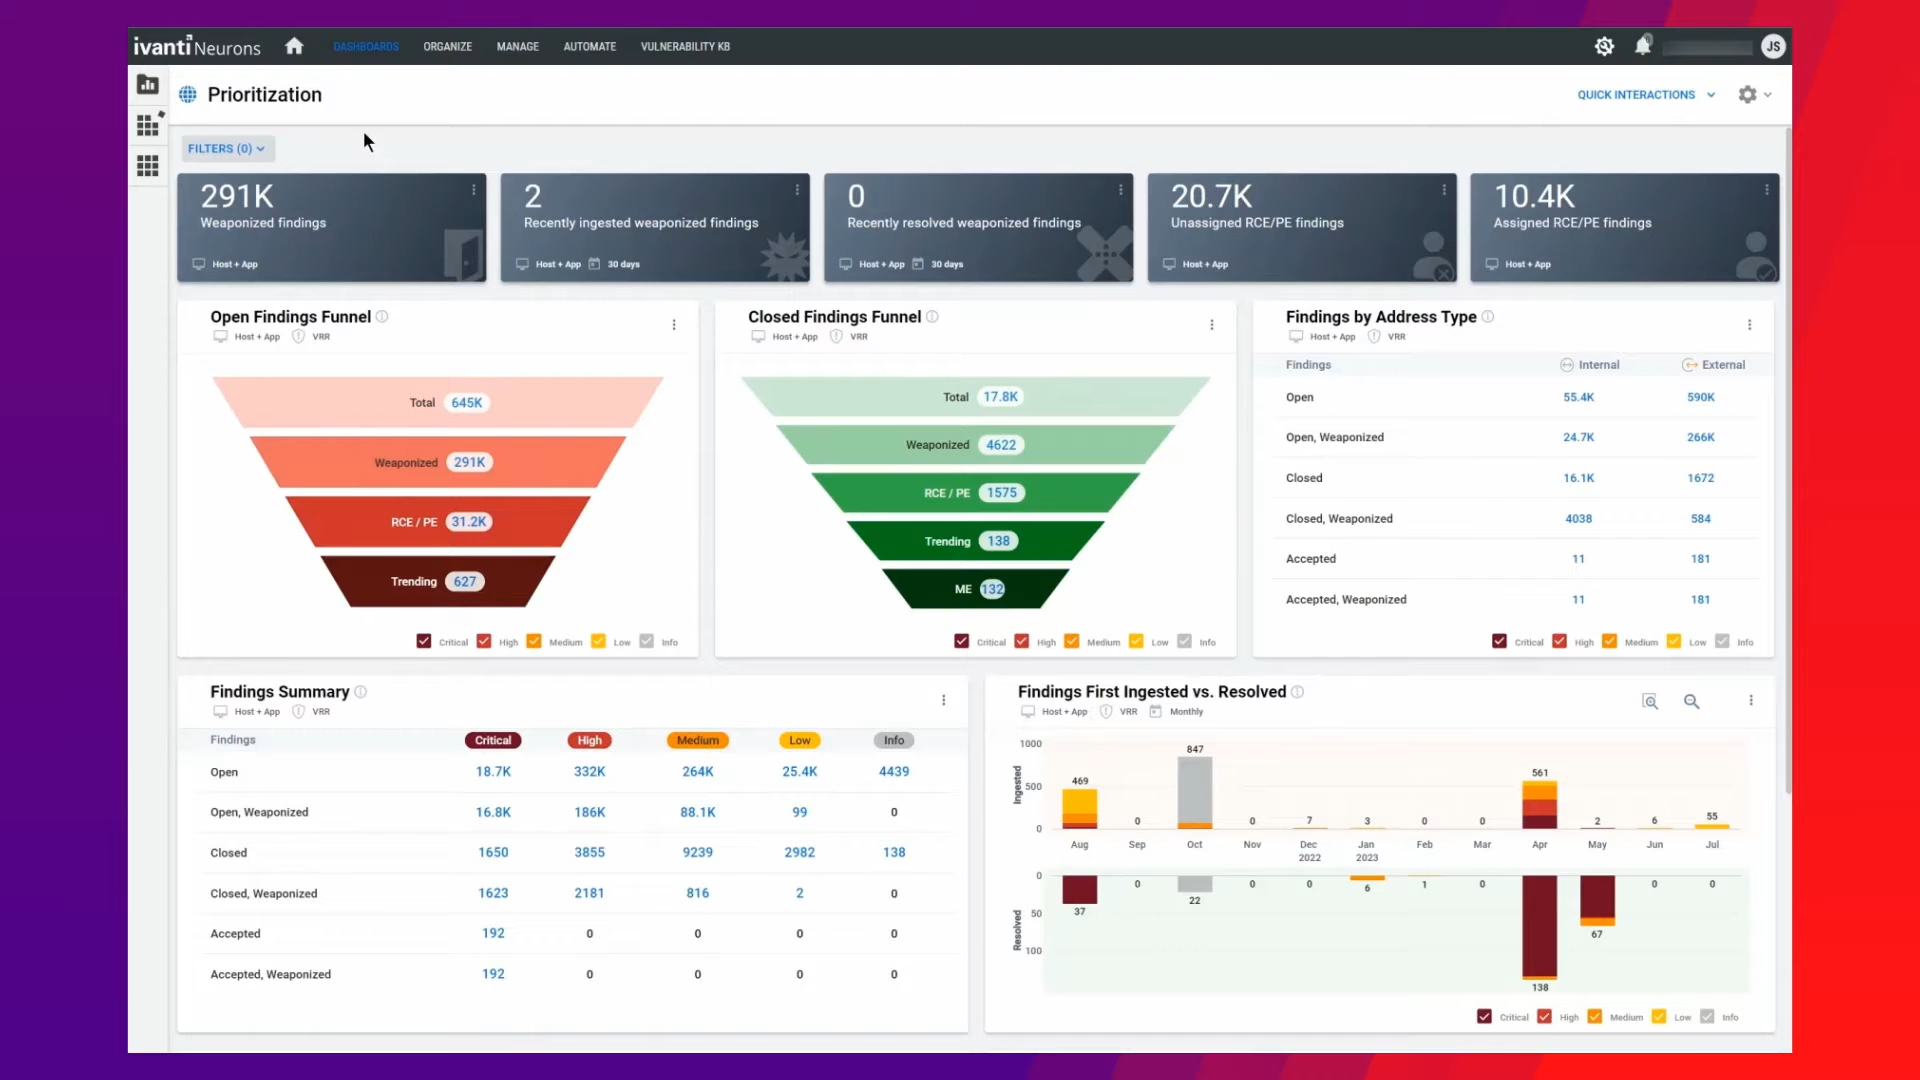 ivanti Neurons
DASHBOARDS
ORGANIZE
MANAGE
AUTOMATE
VULNERABILITY KB
JS
Prioritization
QUICK INTERACTIONS
FILTERS (0)
291K
Weaponized findings
Host + App
2
Recently ingested weaponized findings
Host + App 30 days
0
Recently resolved weaponized findings
Host + App 30 days
20.7K
Unassigned RCE/PE findings
Host + App
10.4K
Assigned RCE/PE findings
Host + App
Open Findings Funnel
Host + App VRR
Total 645K
Weaponized 291K
RCE / PE 31.2K
Trending 627
Critical High Medium Low Info
Closed Findings Funnel
Host + App VRR
Total 17.8K
Weaponized 4622
RCE / PE 1575
Trending 138
ME 132
Critical High Medium Low Info
Findings by Address Type
Host + App VRR
Findings Internal External
Open 55.4K 590K
Open, Weaponized 24.7K 266K
Closed 16.1K 1672
Closed, Weaponized 4038 584
Accepted 11 181
Accepted, Weaponized 11 181
Critical High Medium Low Info
Findings Summary
Host + App VRR
Findings Critical High Medium Low Info
Open 18.7K 332K 264K 25.4K 4439
Open, Weaponized 16.8K 186K 88.1K 99 0
Closed 1650 3855 9239 2982 138
Closed, Weaponized 1623 2181 816 2 0
Accepted 192 0 0 0 0
Accepted, Weaponized 192 0 0 0 0
Findings First Ingested vs. Resolved
Host + App VRR Monthly
Ingested
1000
500
0
469 0 847 0 7 3 0 0 561 2 6 55
Aug Sep Oct Nov Dec Jan Feb Mar Apr May Jun Jul
2022 2023
Resolved
0
50
100
37 0 22 0 0 6 1 0 138 67 0 0
Critical High Medium Low Info